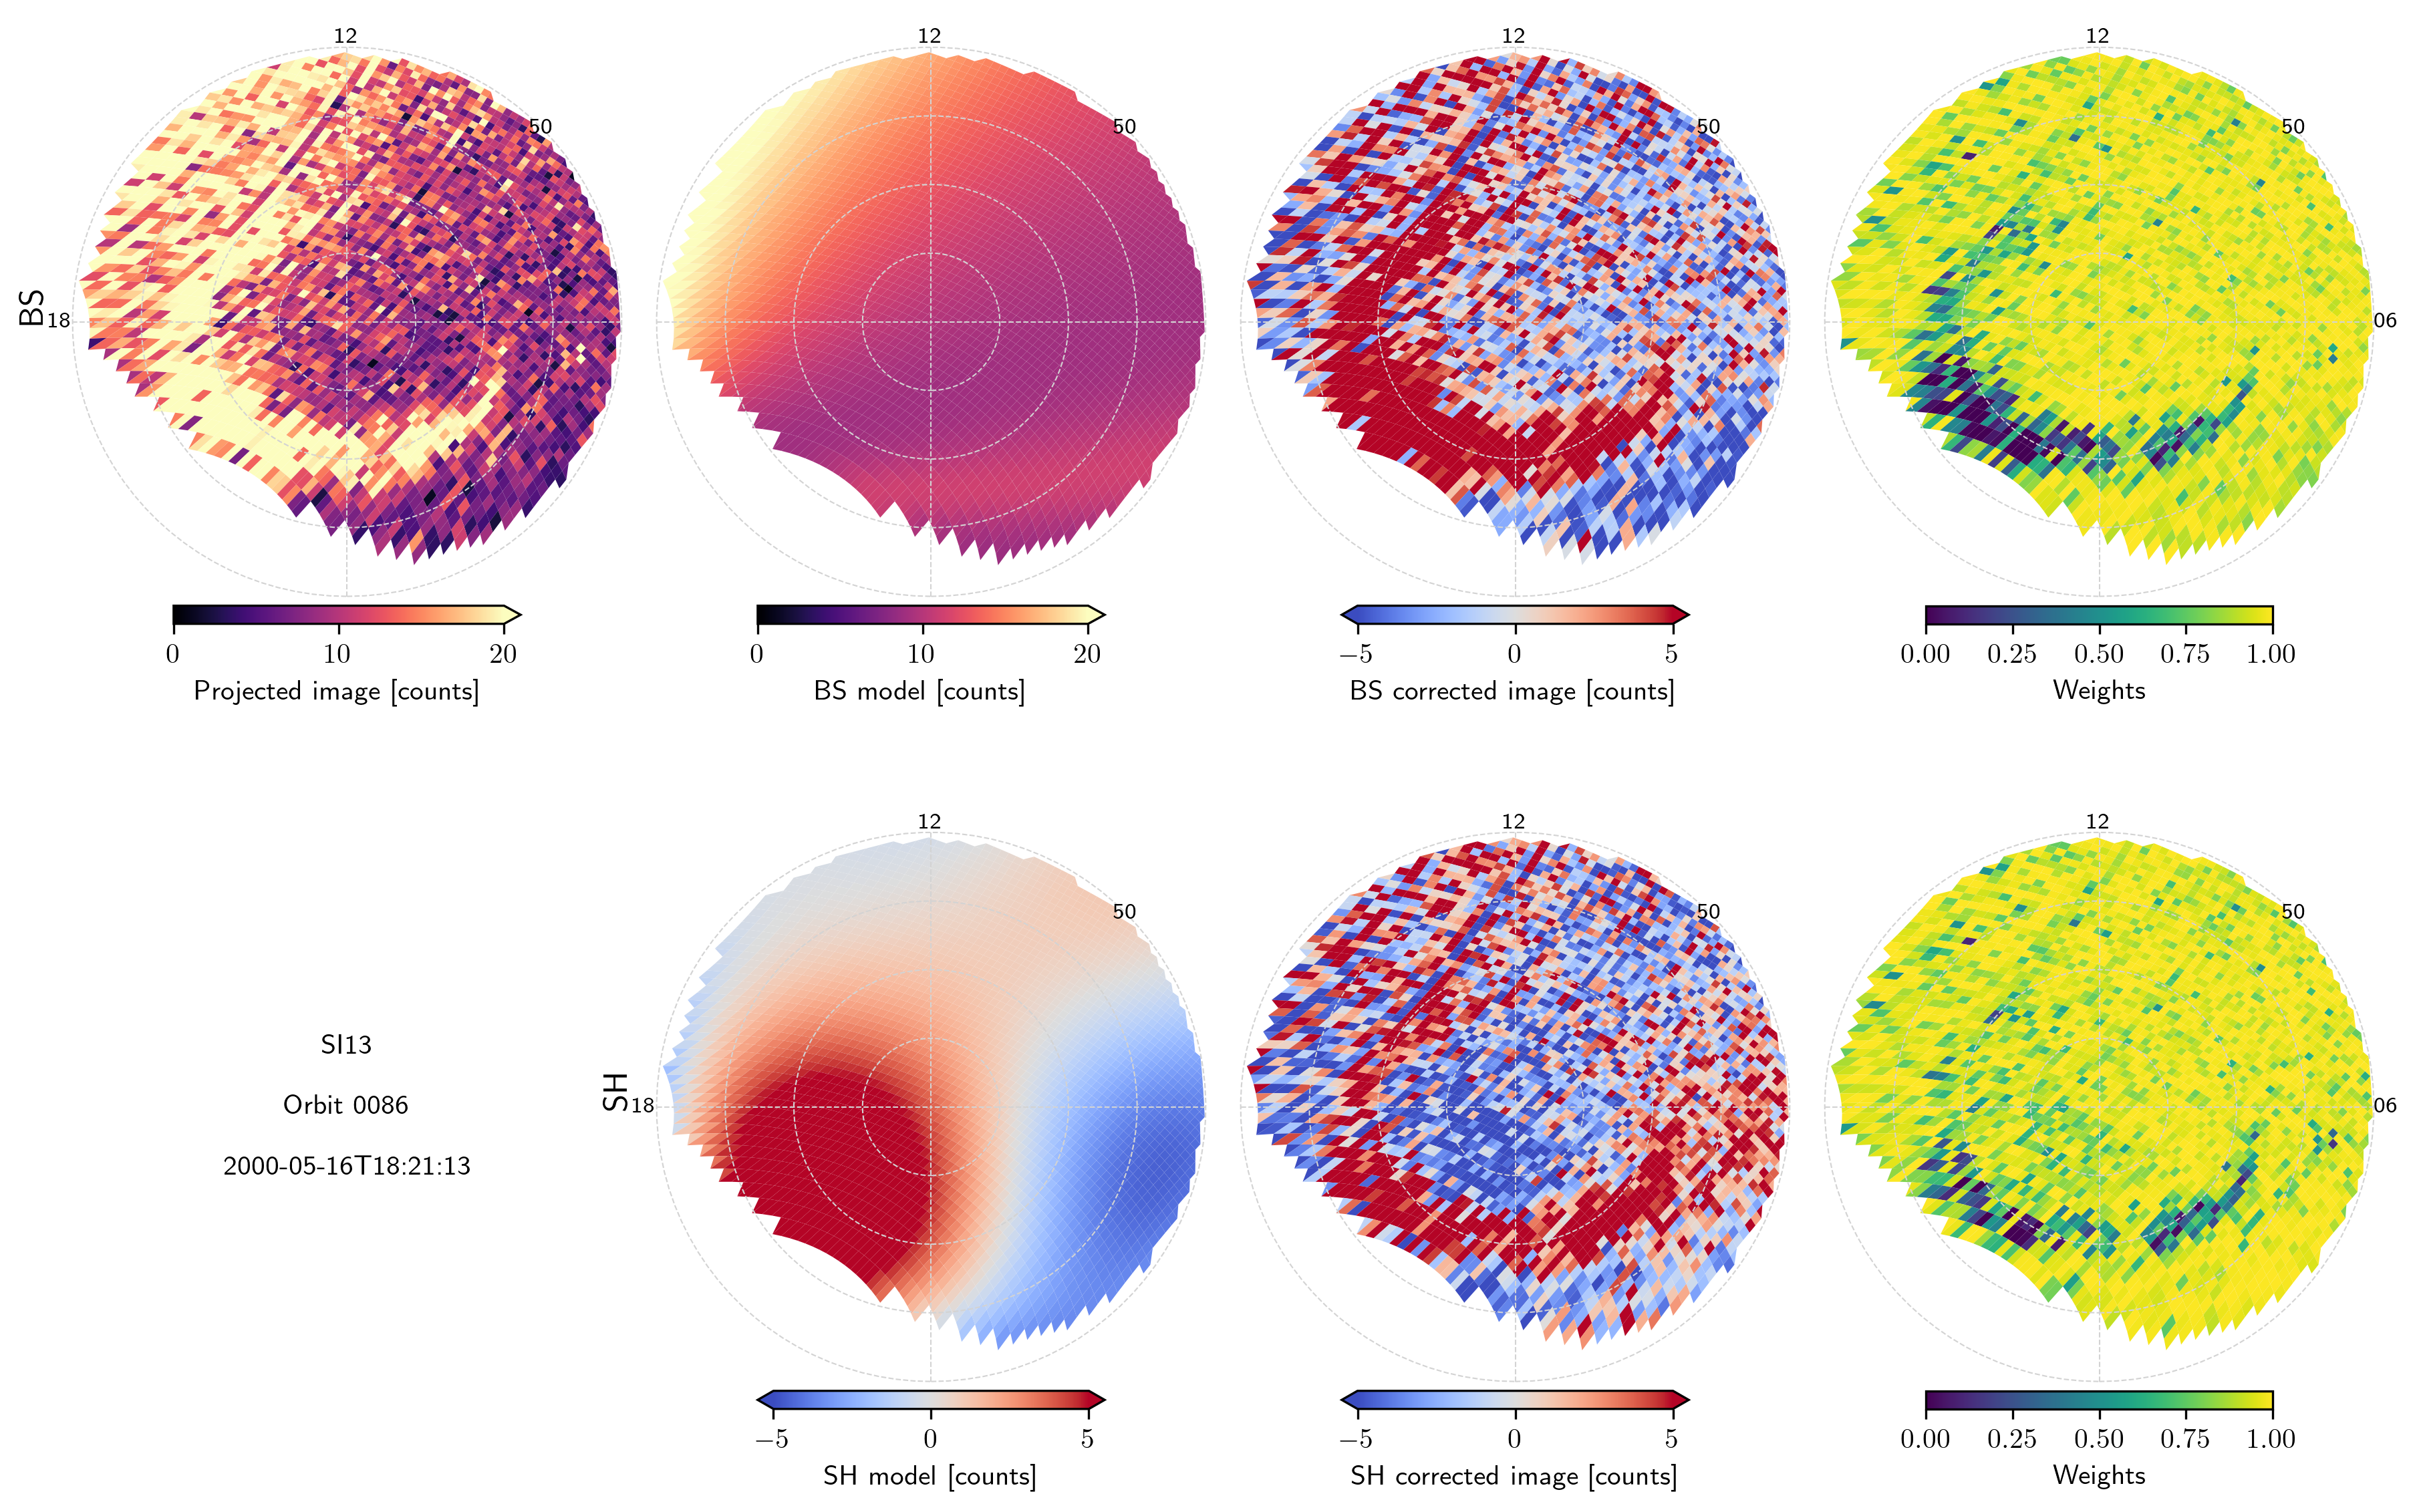 12 12 12 12
50 50 50 50
BS 18 06
0 10 20 0 10 20 −5 0 5 0.00 0.25 0.50 0.75 1.00
Projected image [counts] BS model [counts] BS corrected image [counts] Weights
12 12 12
50 50 50
SI13
Orbit 0086
SH 18 06
2000-05-16T18:21:13
−5 0 5 −5 0 5 0.00 0.25 0.50 0.75 1.00
SH model [counts] SH corrected image [counts] Weights